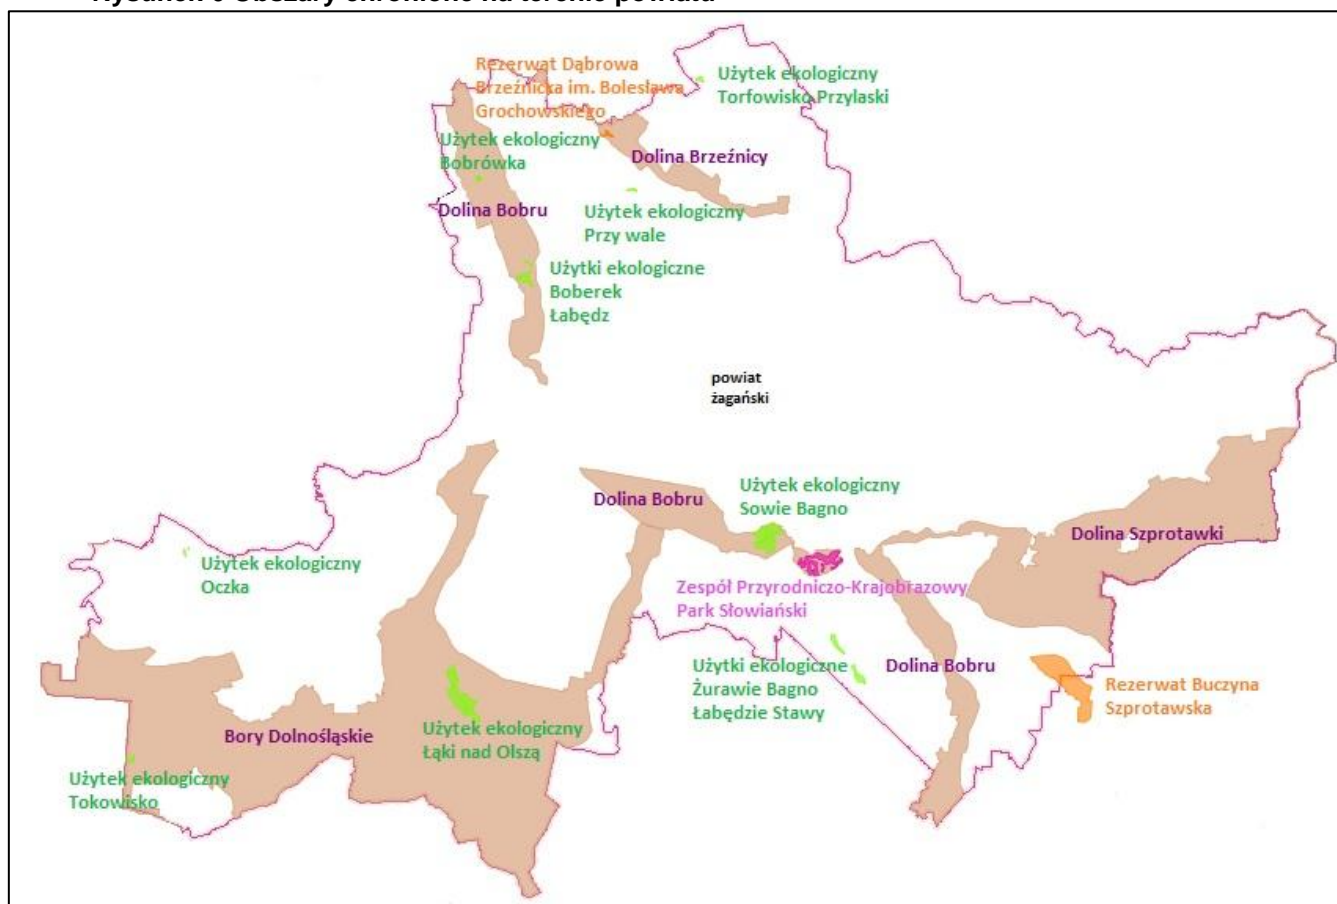 Rysunek 6 Obszary chronione na terenie powiatu
Rezerwat Dąbrowa
Brzeźnicka im. Bolesława
Grochowskiego
Użytek ekologiczny
Torfowisko Przylaski
Użytek ekologiczny
Bobrówka
Dolina Brzeźnicy
Dolina Bobru
Użytek ekologiczny
Przy wale
Użytki ekologiczne
Boberek
Łabędz
powiat
żagański
Dolina Bobru
Użytek ekologiczny
Sowie Bagno
Dolina Szprotawki
Użytek ekologiczny
Oczka
Zespół Przyrodniczo-Krajobrazowy
Park Słowiański
Użytki ekologiczne
Żurawie Bagno
Łabędzie Stawy
Dolina Bobru
Rezerwat Buczyna
Szprotawska
Bory Dolnośląskie
Użytek ekologiczny
Łąki nad Olszą
Użytek ekologiczny
Tokowisko